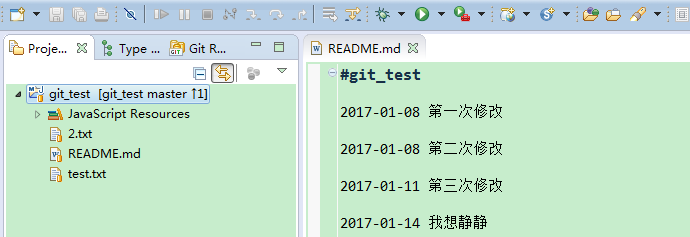 Proje...
Type ...
Git R...
git_test [git_test master ↑1]
JavaScript Resources
2.txt
README.md
test.txt
README.md
#git_test
2017-01-08 第一次修改
2017-01-08 第二次修改
2017-01-11 第三次修改
2017-01-14 我想静静